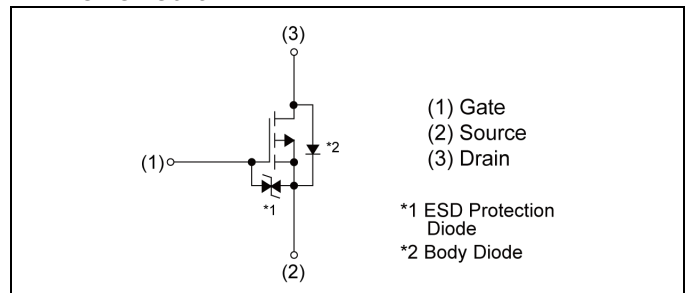 (3)
(1)
*2
*1
(2)
(1) Gate
(2) Source
(3) Drain
*1 ESD Protection
Diode
*2 Body Diode